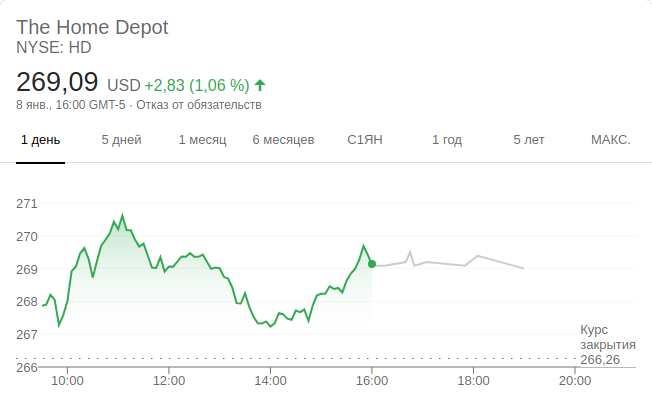 The Home Depot
NYSE: HD
269,09 USD +2,83 (1,06 %)
8 янв., 16:00 GMT-5 · Отказ от обязательств
1 день 5 дней 1 месяц 6 месяцев С1ЯН 1 год 5 лет МАКС.
271
270
269
268
267
266
Курс
закрытия
266,26
10:00 12:00 14:00 16:00 18:00 20:00